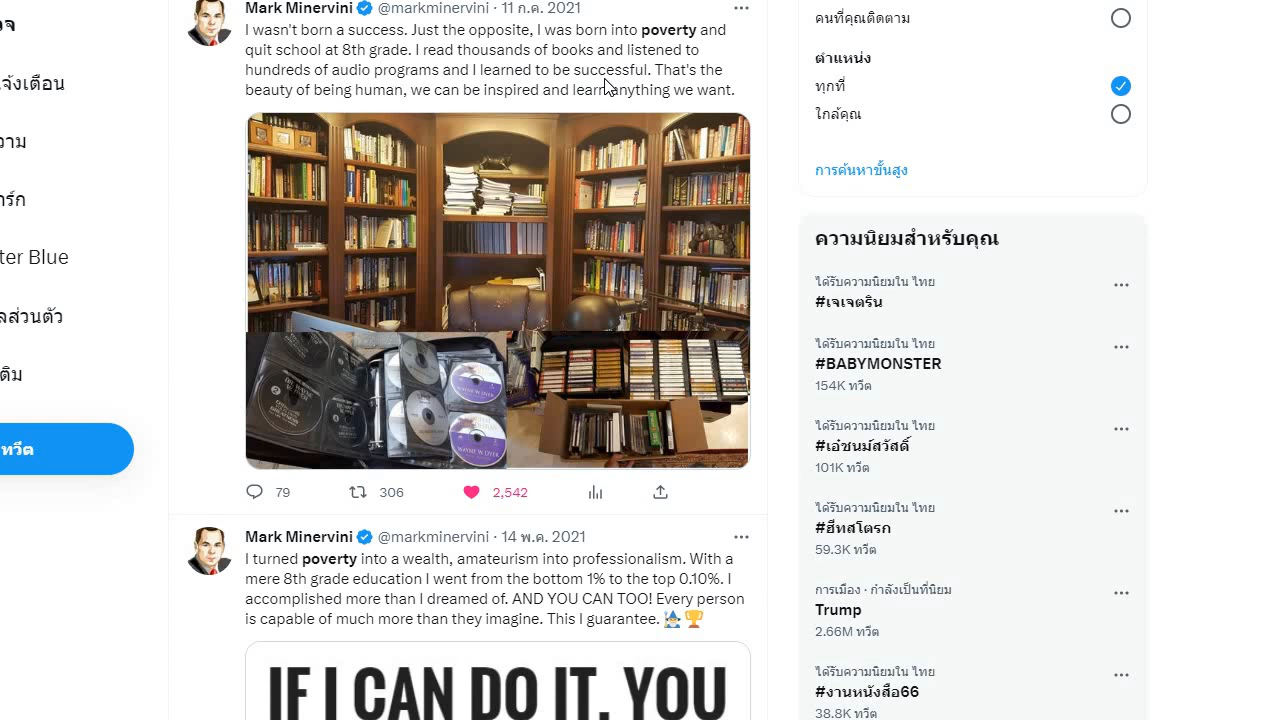 วจ
จ้งเตือน
วาม
าร์ก
ter Blue
ลส่วนตัว
ติม
ทวีต
Mark Minervini @markminervini · 11 ก.ค. 2021
I wasn't born a success. Just the opposite, I was born into poverty and
quit school at 8th grade. I read thousands of books and listened to
hundreds of audio programs and I learned to be successful. That's the
beauty of being human, we can be inspired and learn anything we want.
WAYNE W. DYER
WAYNE W. DYER
79 306 2,542
Mark Minervini @markminervini · 14 พ.ค. 2021
I turned poverty into a wealth, amateurism into professionalism. With a
mere 8th grade education I went from the bottom 1% to the top 0.10%. I
accomplished more than I dreamed of. AND YOU CAN TOO! Every person
is capable of much more than they imagine. This I guarantee. 🧙‍♂️🏆
IF I CAN DO IT, YOU
คนที่คุณติดตาม
ตำแหน่ง
ทุกที่
ใกล้คุณ
การค้นหาขั้นสูง
ความนิยมสำหรับคุณ
ได้รับความนิยมใน ไทย
#เจเจตริน
ได้รับความนิยมใน ไทย
#BABYMONSTER
154K ทวีต
ได้รับความนิยมใน ไทย
#เอ๋ชนม์สวัสดิ์
101K ทวีต
ได้รับความนิยมใน ไทย
#ฮีทสโตรก
59.3K ทวีต
การเมือง · กำลังเป็นที่นิยม
Trump
2.66M ทวีต
ได้รับความนิยมใน ไทย
#งานหนังสือ66
38.8K ทวีต